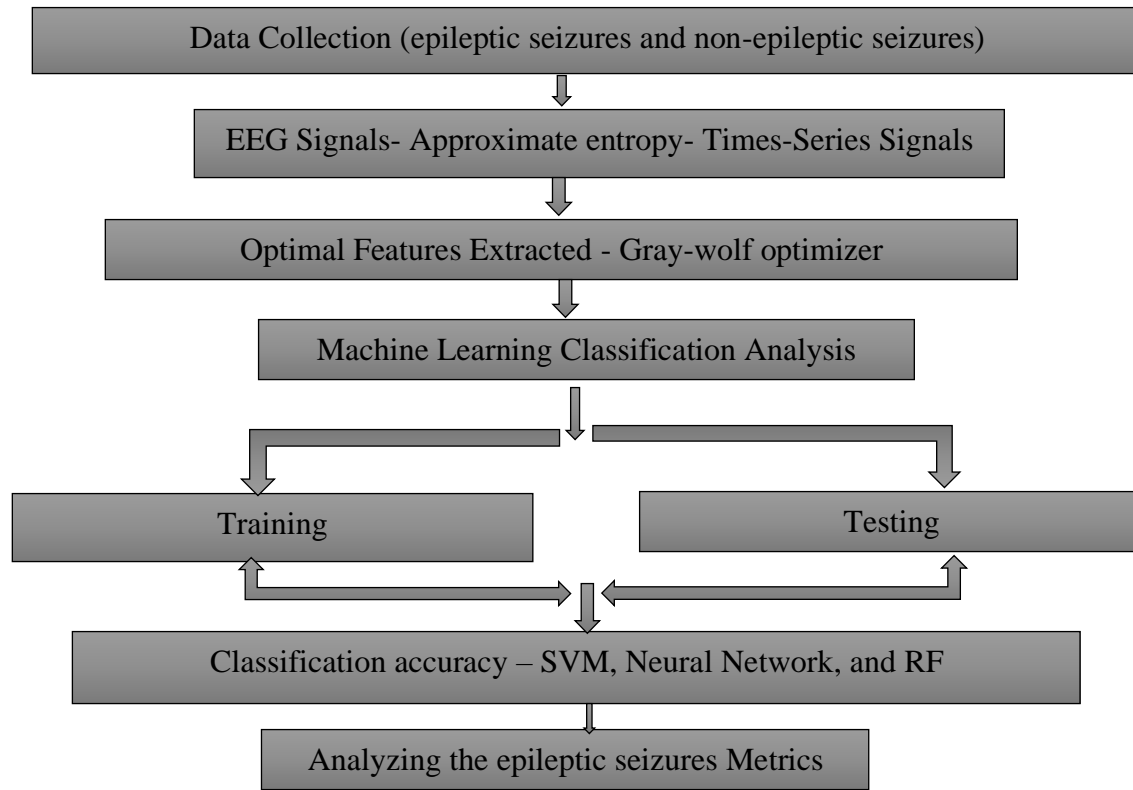 Data Collection (epileptic seizures and non-epileptic seizures)
EEG Signals- Approximate entropy- Times-Series Signals
Optimal Features Extracted - Gray-wolf optimizer
Machine Learning Classification Analysis
Training
Testing
Classification accuracy – SVM, Neural Network, and RF
Analyzing the epileptic seizures Metrics